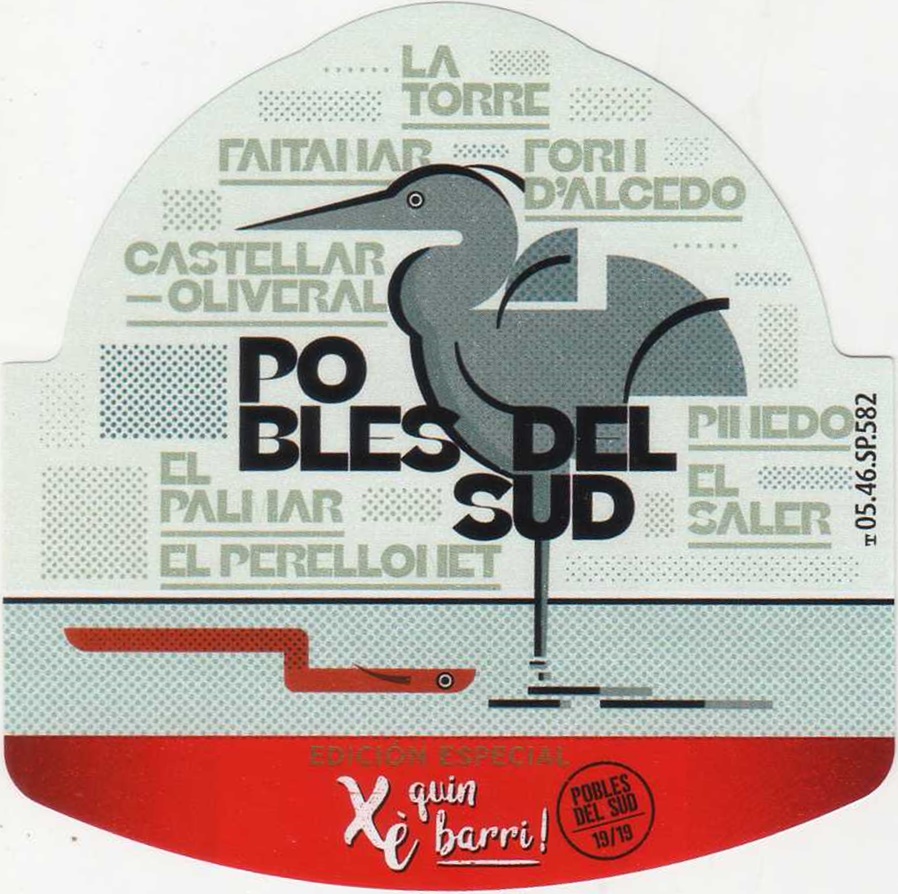 LA
TORRE
FAITANAR
FORN
D'ALCEDO
CASTELLAR
—OLIVERAL
PO
BLES DEL
SUD
PINEDO
EL
PALMAR
EL
SALER
EL PERELLONET
T 05.46.SP.582
EDICIÓN ESPECIAL
Xè quin
barri!
POBLES
DEL SUD
19/19